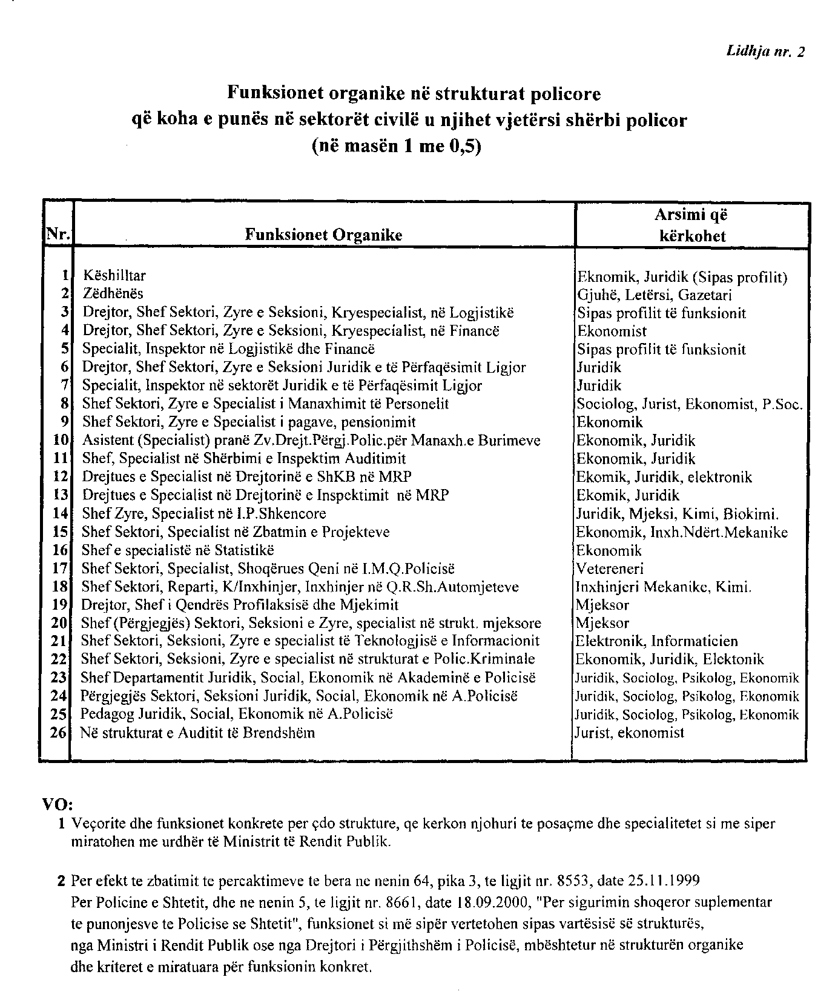 Lidhja nr. 2
Funksionet organike në strukturat policore
që koha e punës në sektorët civilë u njihet vjetërsi shërbi policor
(në masën 1 me 0,5)
Nr. Funksionet Organike Arsimi që kërkohet
1 Këshilltar Eknomik, Juridik (Sipas profilit)
2 Zëdhënës Gjuhë, Letërsi, Gazetari
3 Drejtor, Shef Sektori, Zyre e Seksioni, Kryespecialist, në Logjistikë Sipas profilit të funksionit
4 Drejtor, Shef Sektori, Zyre e Seksioni, Kryespecialist, në Financë Ekonomist
5 Specialit, Inspektor në Logjistikë dhe Financë Sipas profilit të funksionit
6 Drejtor, Shef Sektori, Zyre e Seksioni Juridik e të Përfaqësimit Ligjor Juridik
7 Specialit, Inspektor në sektorët Juridik e të Përfaqësimit Ligjor Juridik
8 Shef Sektori, Zyre e Specialist i Manaxhimit të Personelit Sociolog, Jurist, Ekonomist, P.Soc.
9 Shef Sektori, Zyre e Specialist i pagave, pensionimit Ekonomik
10 Asistent (Specialist) pranë Zv.Drejt.Përgj.Polic.për Manaxh.e Burimeve Ekonomik, Juridik
11 Shef, Specialist në Shërbimi e Inspektim Auditimit Ekonomik, Juridik
12 Drejtues e Specialist në Drejtorinë e ShKB në MRP Ekomik, Juridik, elektronik
13 Drejtues e Specialist në Drejtorinë e Inspektimit në MRP Ekomik, Juridik
14 Shef Zyre, Specialist në I.P.Shkencore Juridik, Mjeksi, Kimi, Biokimi.
15 Shef Sektori, Specialist në Zbatmin e Projekteve Ekonomik, Inxh.Ndërt.Mekanike
16 Shef e specialistë në Statistikë Ekonomik
17 Shef Sektori, Specialist, Shoqërues Qeni në I.M.Q.Policisë Vetereneri
18 Shef Sektori, Reparti, K/Inxhinjer, Inxhinjer në Q.R.Sh.Automjeteve Inxhinjeri Mekanike, Kimi.
19 Drejtor, Shef i Qendrës Profilaksisë dhe Mjekimit Mjeksor
20 Shef (Përgjegjës) Sektori, Seksioni e Zyre, specialist në strukt. mjeksore Mjeksor
21 Shef Sektori, Seksioni, Zyre e specialist të Teknologjisë e Informacionit Elektronik, Informaticien
22 Shef Sektori, Seksioni, Zyre e specialist në strukturat e Polic.Kriminale Ekonomik, Juridik, Elektonik
23 Shef Departamentit Juridik, Social, Ekonomik në Akademinë e Policisë Juridik, Sociolog, Psikolog, Ekonomik
24 Përgjegjës Sektori, Seksioni Juridik, Social, Ekonomik në A.Policisë Juridik, Sociolog, Psikolog, Ekonomik
25 Pedagog Juridik, Social, Ekonomik në A.Policisë Juridik, Sociolog, Psikolog, Ekonomik
26 Në strukturat e Auditit të Brendshëm Jurist, ekonomist
VO:
1 Veçorite dhe funksionet konkrete per çdo strukture, qe kerkon njohuri te posaçme dhe specialitetet si me siper
miratohen me urdhër të Ministrit të Rendit Publik.
2 Per efekt te zbatimit te percaktimeve te bera ne nenin 64, pika 3, te ligjit nr. 8553, date 25.11.1999
Per Policine e Shtetit, dhe ne nenin 5, te ligjit nr. 8661, date 18.09.2000, "Per sigurimin shoqeror suplementar
te punonjesve te Policise se Shtetit", funksionet si më sipër vertetohen sipas vartësisë së strukturës,
nga Ministri i Rendit Publik ose nga Drejtori i Përgjithshëm i Policisë, mbështetur në strukturën organike
dhe kriteret e miratuara për funksionin konkret.